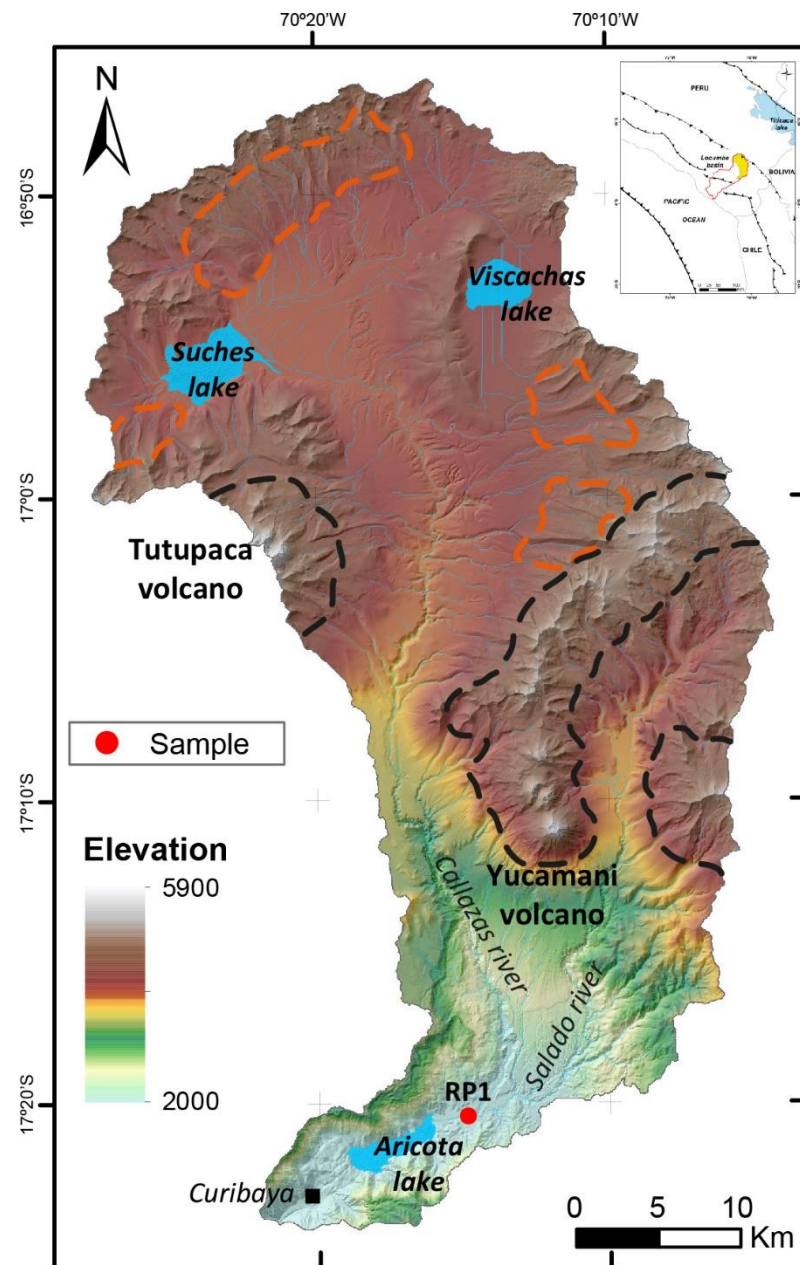 70°20'W
70°10'W
N
PERU
Titicaca
lake
Locumba
basin
BOLIVIA
PACIFIC
OCEAN
CHILE
16°50'S
Viscachas
lake
Suches
lake
17°0'S
Tutupaca
volcano
Sample
17°10'S
Elevation
5900
2000
Yucamani
volcano
Callazas river
Salado river
17°20'S
RP1
Aricota
lake
Curibaya
0 5 10
Km